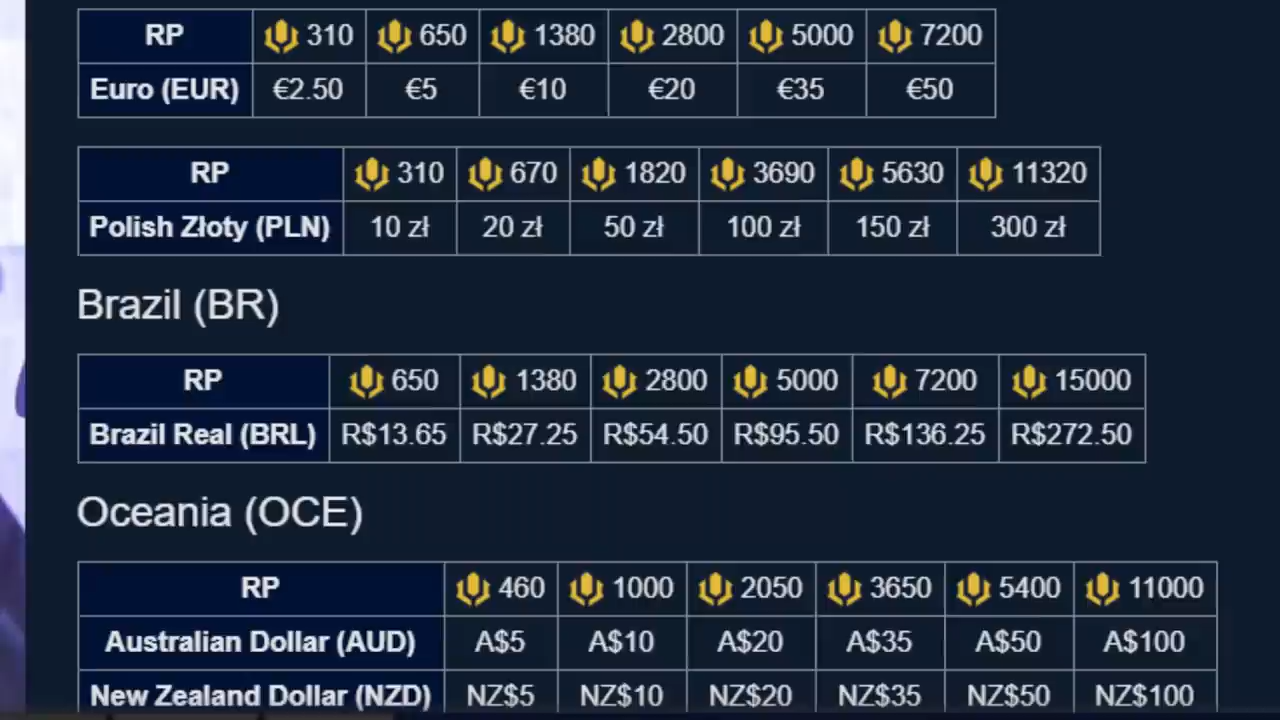 RP 310 650 1380 2800 5000 7200
Euro (EUR) €2.50 €5 €10 €20 €35 €50
RP 310 670 1820 3690 5630 11320
Polish Złoty (PLN) 10 zł 20 zł 50 zł 100 zł 150 zł 300 zł
Brazil (BR)
RP 650 1380 2800 5000 7200 15000
Brazil Real (BRL) R$13.65 R$27.25 R$54.50 R$95.50 R$136.25 R$272.50
Oceania (OCE)
RP 460 1000 2050 3650 5400 11000
Australian Dollar (AUD) A$5 A$10 A$20 A$35 A$50 A$100
New Zealand Dollar (NZD) NZ$5 NZ$10 NZ$20 NZ$35 NZ$50 NZ$100